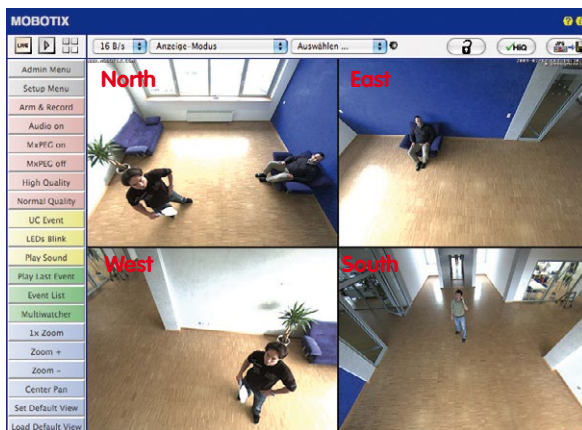 MOBOTIX
LIVE
16 B/s Anzeige-Modus Auswählen ... HiQ
Admin Menu
Setup Menu
Arm & Record
Audio on
MxPEG on
MxPEG off
High Quality
Normal Quality
UC Event
LEDs Blink
Play Sound
Play Last Event
Event List
Multiwatcher
1x Zoom
Zoom +
Zoom −
Center Pan
Set Default View
Load Default View
North
East
West
South